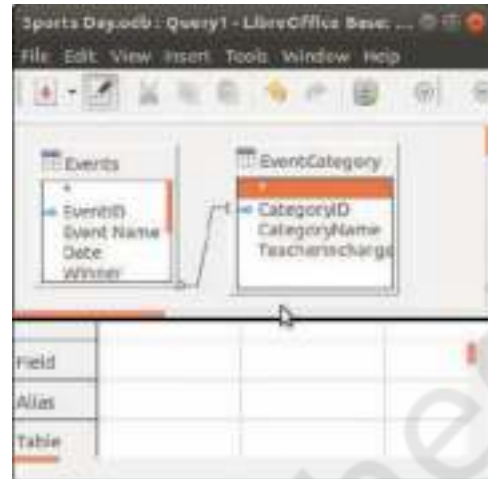 Sports Day.odb : Query1 - LibreOffice Base: ...
File Edit View Insert Tools Window Help
Events
*
EventID
Event Name
Date
Winner
EventCategory
*
CategoryID
CategoryName
TeacherIncharge
Field
Alias
Table